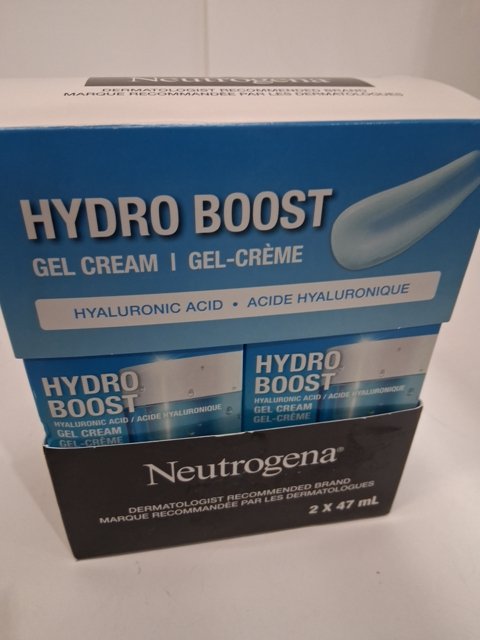 Neutrogena
DERMATOLOGIST RECOMMENDED BRAND
MARQUE RECOMMANDÉE PAR LES DERMATOLOGUES
HYDRO BOOST
GEL CREAM | GEL-CRÈME
HYALURONIC ACID • ACIDE HYALURONIQUE
HYDRO
BOOST
HYALURONIC ACID / ACIDE HYALURONIQUE
GEL CREAM
GEL-CRÈME
HYDRO
BOOST
HYALURONIC ACID / ACIDE HYALURONIQUE
GEL CREAM
GEL-CRÈME
Neutrogena®
DERMATOLOGIST RECOMMENDED BRAND
MARQUE RECOMMANDÉE PAR LES DERMATOLOGUES
2 X 47 mL